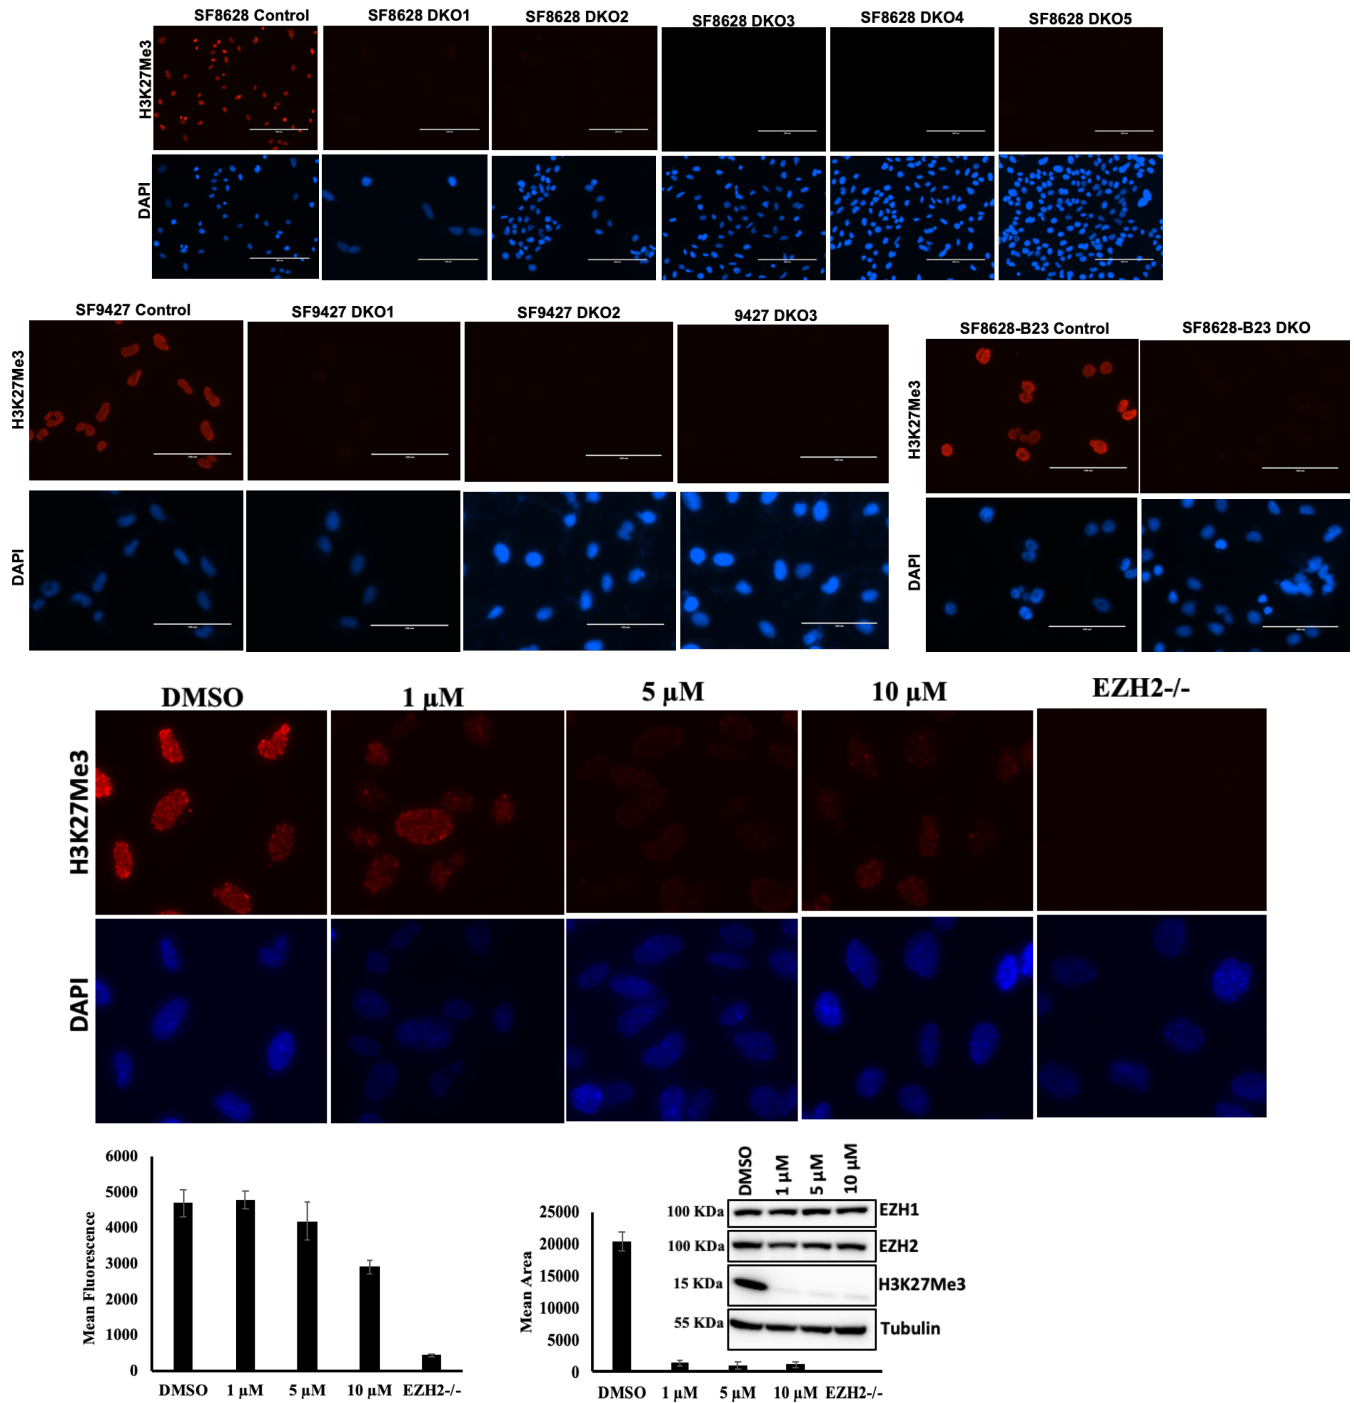 SF8628 Control SF8628 DKO1 SF8628 DKO2 SF8628 DKO3 SF8628 DKO4 SF8628 DKO5
H3K27Me3
DAPI
SF9427 Control SF9427 DKO1 SF9427 DKO2 9427 DKO3
H3K27Me3
DAPI
SF8628-B23 Control SF8628-B23 DKO
H3K27Me3
DAPI
DMSO 1 µM 5 µM 10 µM EZH2-/-
H3K27Me3
DAPI
Mean Fluorescence
6000
5000
4000
3000
2000
1000
0
DMSO 1 µM 5 µM 10 µM EZH2-/-
Mean Area
25000
20000
15000
10000
5000
0
DMSO 1 µM 5 µM 10 µM EZH2-/-
DMSO 1 µM 5 µM 10 µM
100 KDa EZH1
100 KDa EZH2
15 KDa H3K27Me3
55 KDa Tubulin